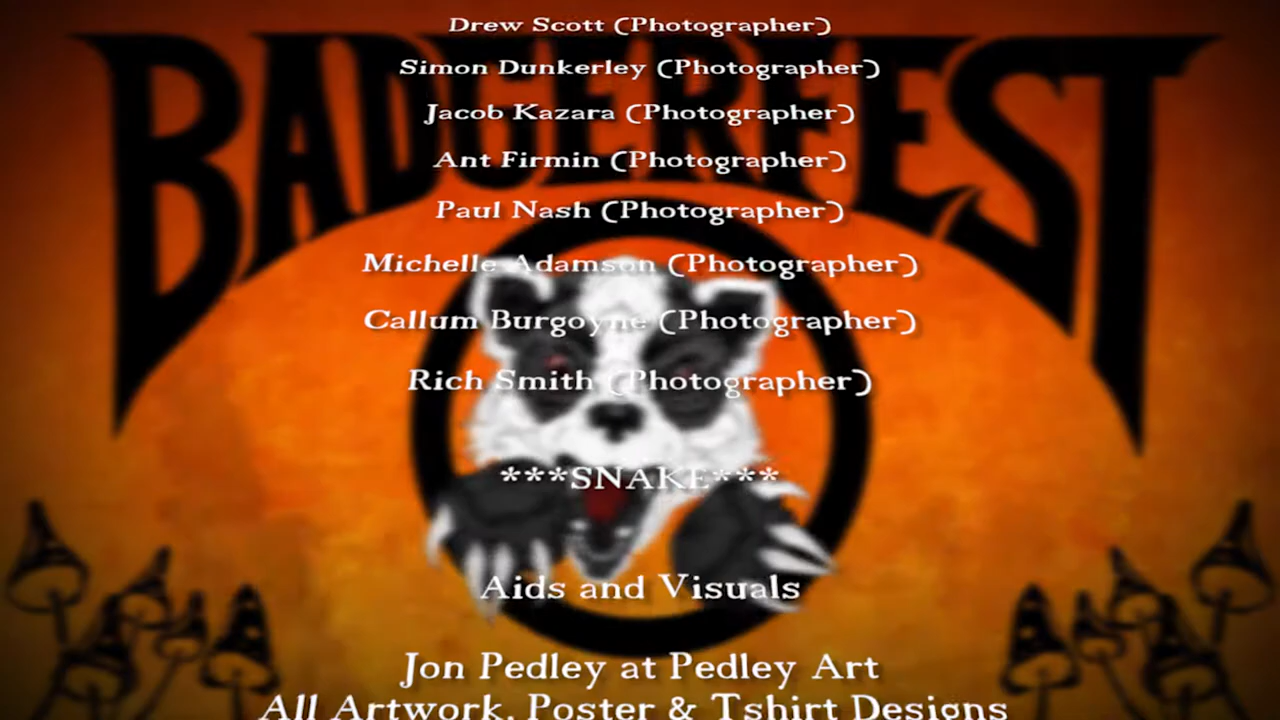 BADGERFEST
Drew Scott (Photographer)
Simon Dunkerley (Photographer)
Jacob Kazara (Photographer)
Ant Firmin (Photographer)
Paul Nash (Photographer)
Michelle Adamson (Photographer)
Callum Burgoyne (Photographer)
Rich Smith (Photographer)
***SNAKE***
Aids and Visuals
Jon Pedley at Pedley Art
All Artwork, Poster & Tshirt Designs